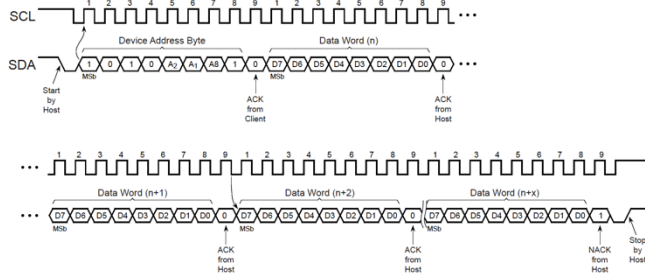 1 2 3 4 5 6 7 8 9 1 2 3 4 5 6 7 8 9
SCL
Device Address Byte Data Word (n)
SDA 1 0 1 0 A2 A1 A8 1 0 D7 D6 D5 D4 D3 D2 D1 D0 0
MSb MSb
Start by Host
ACK from Client
ACK from Host
1 2 3 4 5 6 7 8 9 1 2 3 4 5 6 7 8 9 1 2 3 4 5 6 7 8 9
Data Word (n+1) Data Word (n+2) Data Word (n+x)
D7 D6 D5 D4 D3 D2 D1 D0 0 D7 D6 D5 D4 D3 D2 D1 D0 0 D7 D6 D5 D4 D3 D2 D1 D0 1
MSb MSb MSb
ACK from Host
ACK from Host
NACK from Host
Stop by Host